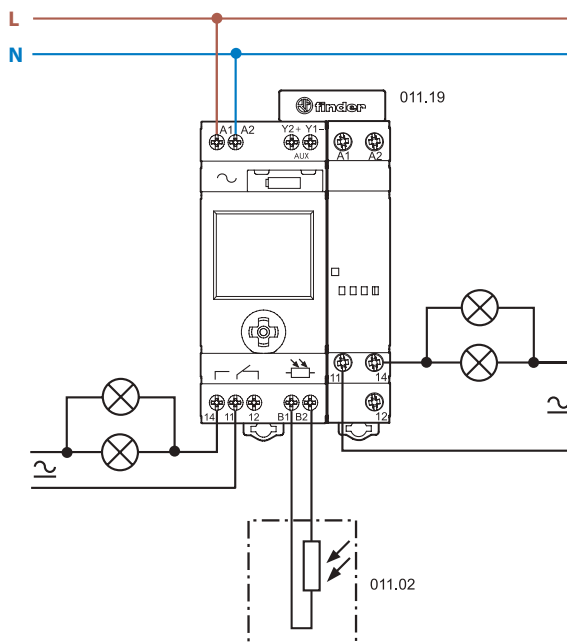 L
N
finder
011.19
A1 A2 Y2+ Y1-
AUX
A1 A2
11 14
12
14 11 12 B1 B2
011.02